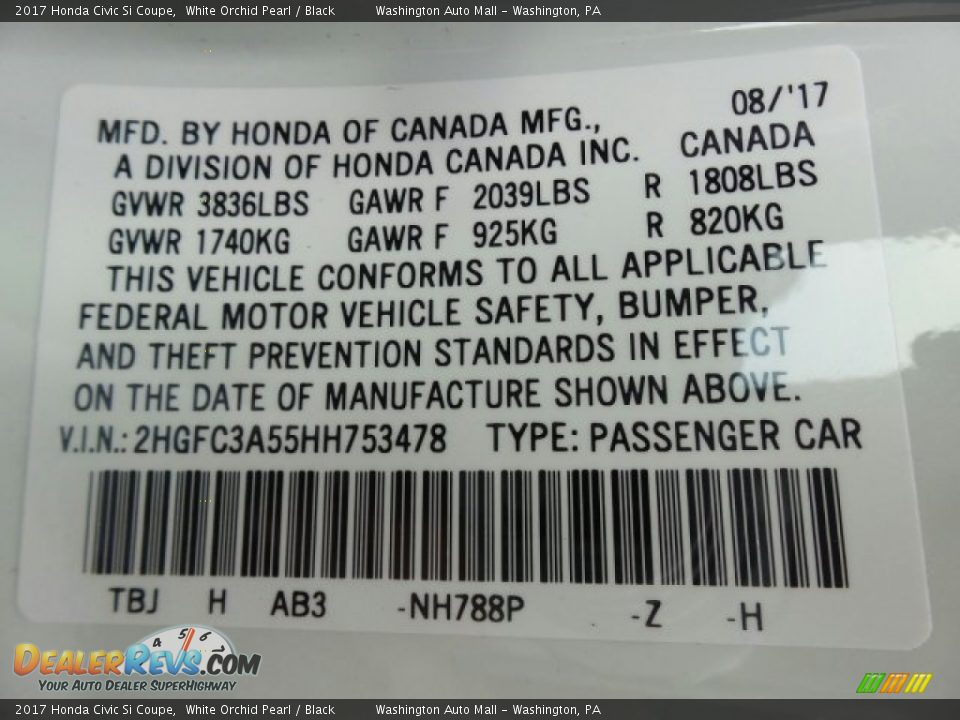 2017 Honda Civic Si Coupe, White Orchid Pearl / Black Washington Auto Mall - Washington, PA
08/'17
MFD. BY HONDA OF CANADA MFG.,
A DIVISION OF HONDA CANADA INC. CANADA
GVWR 3836LBS GAWR F 2039LBS R 1808LBS
GVWR 1740KG GAWR F 925KG R 820KG
THIS VEHICLE CONFORMS TO ALL APPLICABLE
FEDERAL MOTOR VEHICLE SAFETY, BUMPER,
AND THEFT PREVENTION STANDARDS IN EFFECT
ON THE DATE OF MANUFACTURE SHOWN ABOVE.
V.I.N.: 2HGFC3A55HH753478 TYPE: PASSENGER CAR
TBJ H AB3 -NH788P -Z -H
4 5 6
DEALERREVS.COM
YOUR AUTO DEALER SUPERHIGHWAY
2017 Honda Civic Si Coupe, White Orchid Pearl / Black Washington Auto Mall - Washington, PA